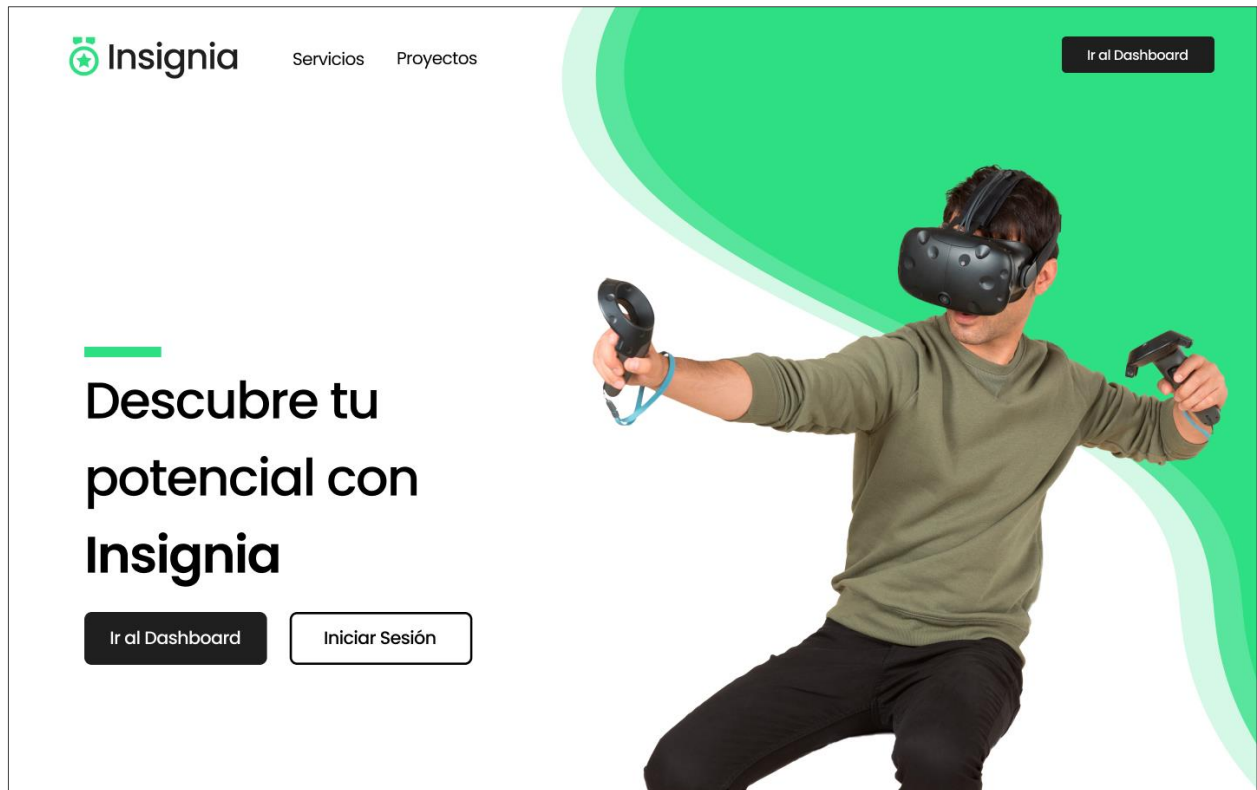 Insignia
Servicios
Proyectos
Ir al Dashboard
Descubre tu
potencial con
Insignia
Ir al Dashboard
Iniciar Sesión